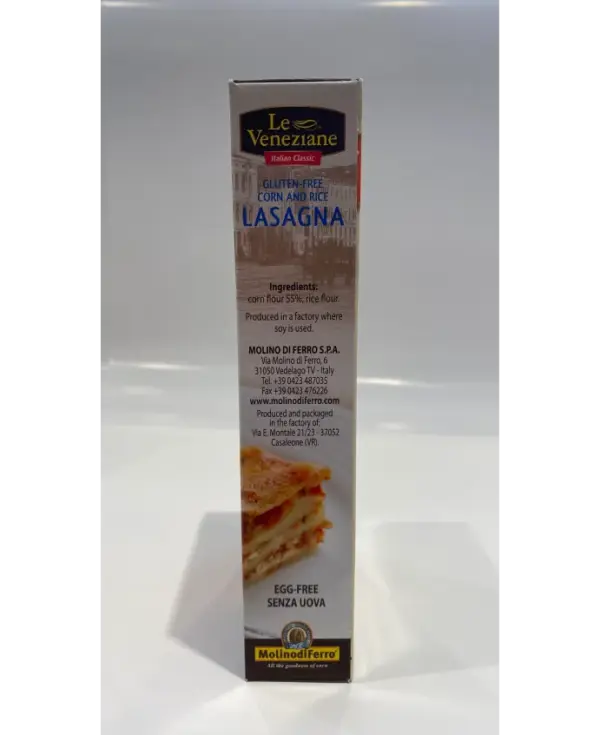 Le
Veneziane
Italian Classic
GLUTEN-FREE
CORN AND RICE
LASAGNA
Ingredients:
corn flour 55%, rice flour
Produced in a factory where
soy is used.
MOLINO DI FERRO S.P.A.
Via Molino di Ferro, 6
31050 Vedelago TV - Italy
Tel. +39 0423 487035
Fax +39 0423 476226
www.molinodiferro.com
Produced and packaged
in the factory of:
Via E. Montale 21/23 - 37052
Casaleone (VR).
EGG-FREE
SENZA UOVA
MolinodiFerro
All the goodness of corn